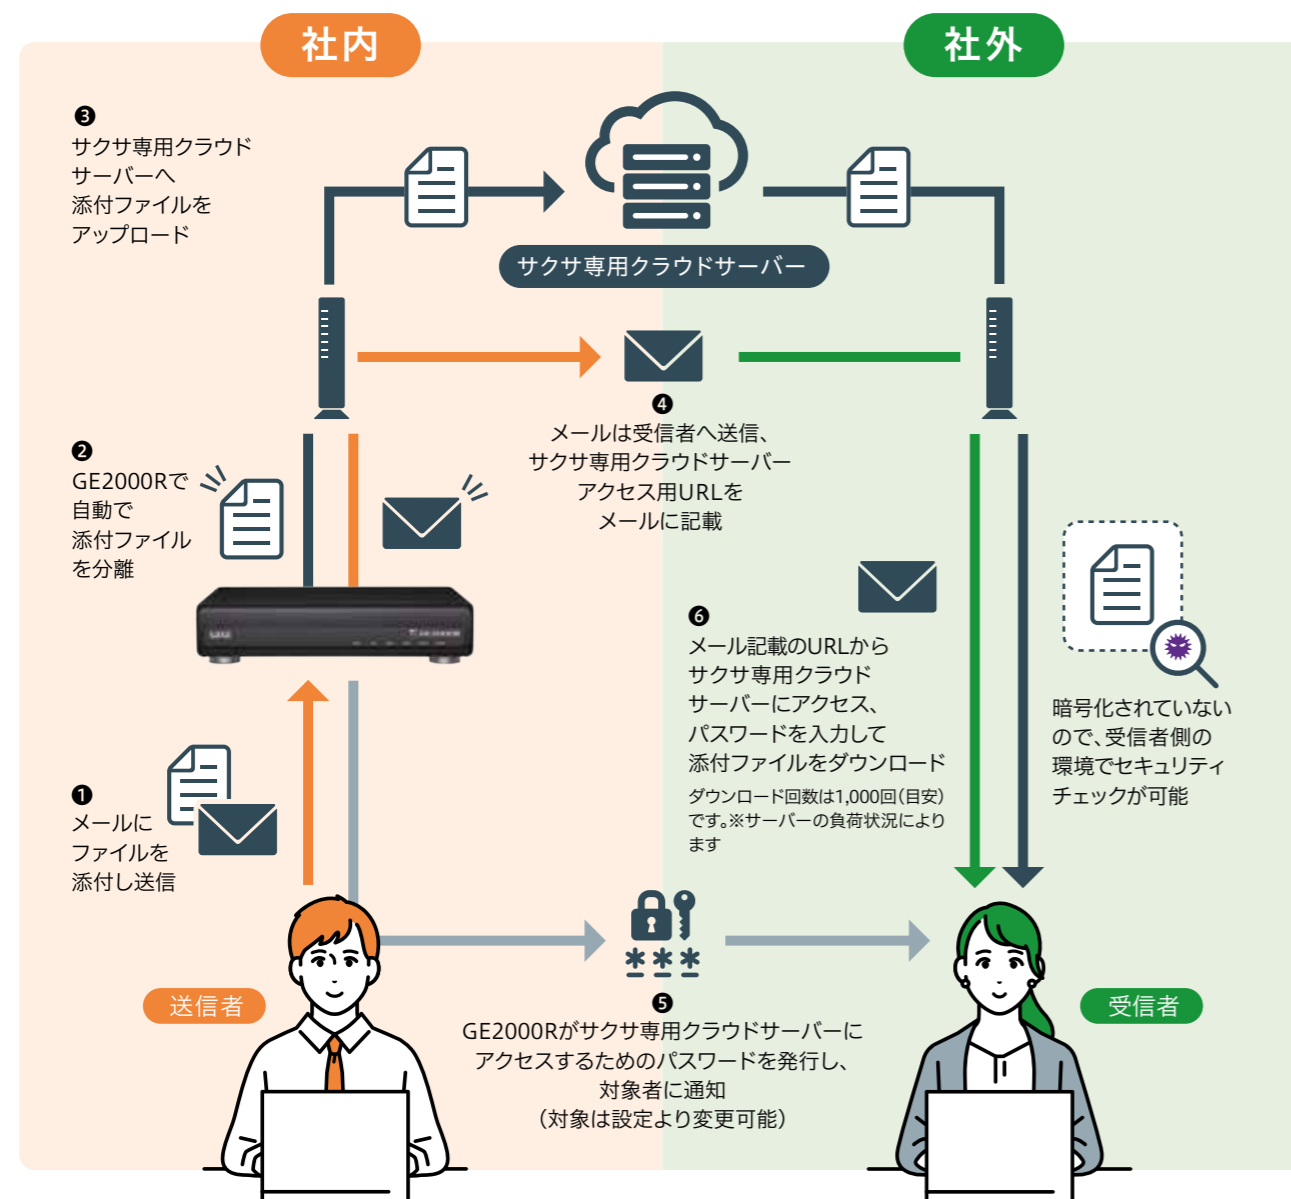 社内
社外
❸
サクサ専用クラウド
サーバーへ
添付ファイルを
アップロード
サクサ専用クラウドサーバー
❹
メールは受信者へ送信、
サクサ専用クラウドサーバー
アクセス用URLを
メールに記載
❷
GE2000Rで
自動で
添付ファイル
を分離
❻
メール記載のURLから
サクサ専用クラウド
サーバーにアクセス、
パスワードを入力して
添付ファイルをダウンロード
ダウンロード回数は1,000回(目安)
です。※サーバーの負荷状況により
ます
暗号化されていない
ので、受信者側の
環境でセキュリティ
チェックが可能
❶
メールに
ファイルを
添付し送信
***
送信者
受信者
❺
GE2000Rがサクサ専用クラウドサーバーに
アクセスするためのパスワードを発行し、
対象者に通知
(対象は設定より変更可能)